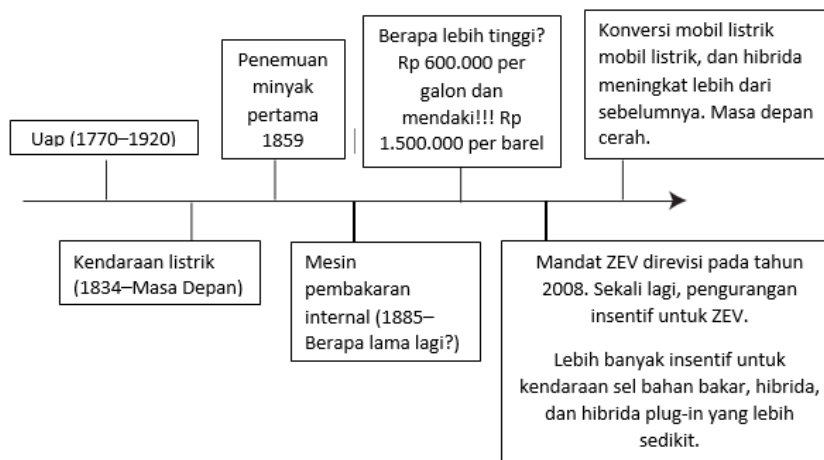 Uap (1770–1920)
Penemuan
minyak
pertama
1859
Berapa lebih tinggi?
Rp 600.000 per
galon dan
mendaki!!! Rp
1.500.000 per barel
Konversi mobil listrik
mobil listrik, dan hibrida
meningkat lebih dari
sebelumnya. Masa depan
cerah.
Kendaraan listrik
(1834–Masa Depan)
Mesin
pembakaran
internal (1885–
Berapa lama lagi?)
Mandat ZEV direvisi pada tahun
2008. Sekali lagi, pengurangan
insentif untuk ZEV.
Lebih banyak insentif untuk
kendaraan sel bahan bakar, hibrida,
dan hibrida plug-in yang lebih
sedikit.